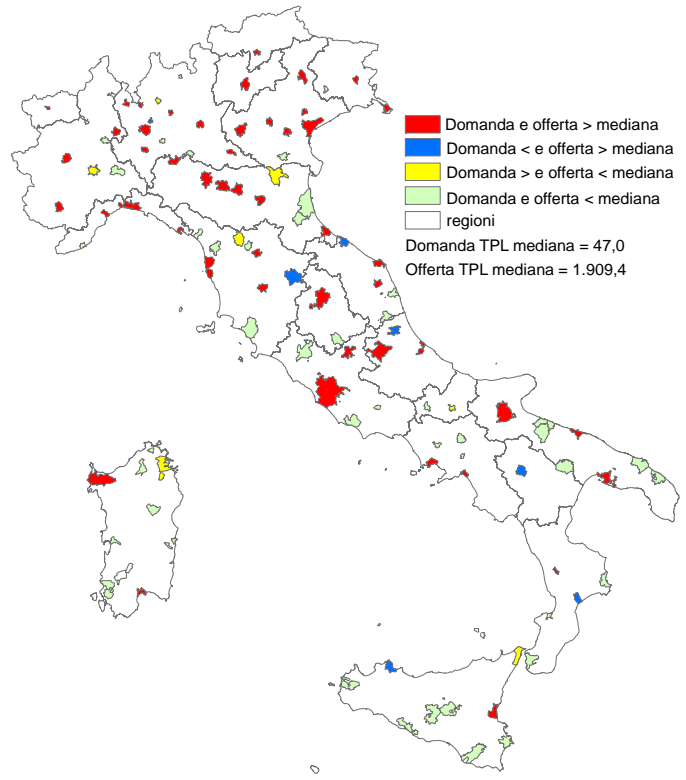 Domanda e offerta > mediana
Domanda < e offerta > mediana
Domanda > e offerta < mediana
Domanda e offerta < mediana
regioni
Domanda TPL mediana = 47,0
Offerta TPL mediana = 1.909,4